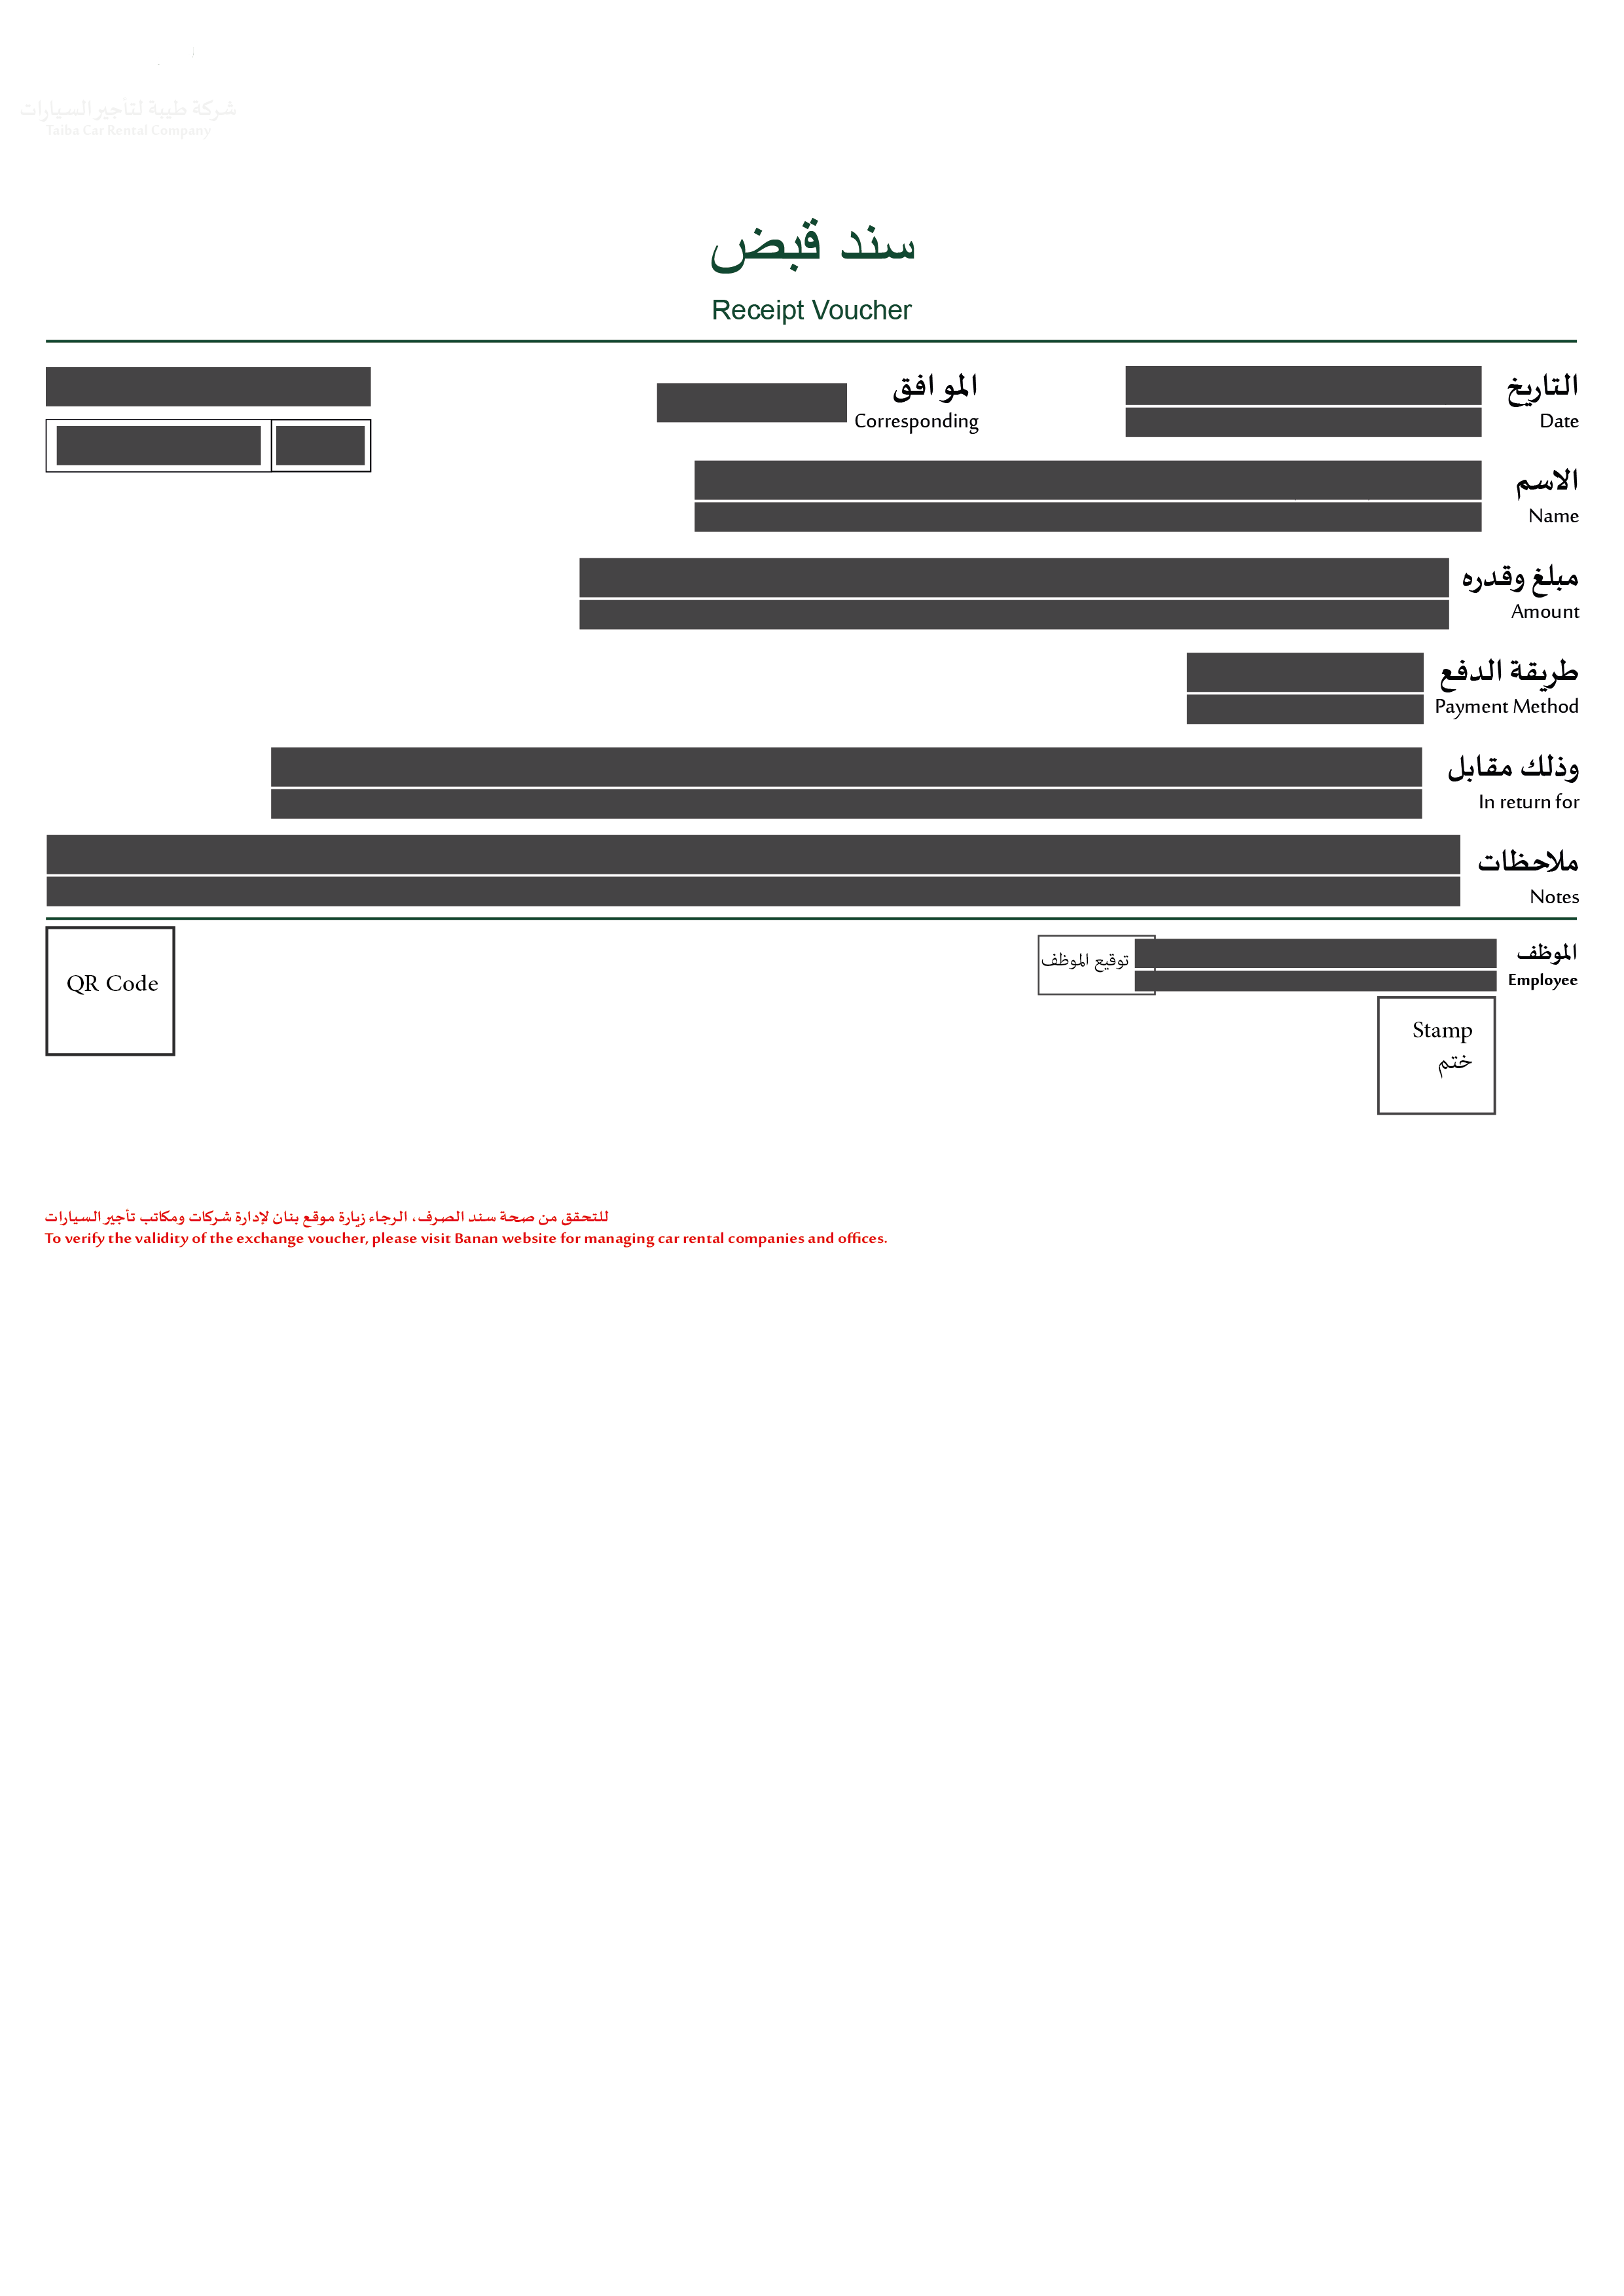 شركة طيبة لتأجير السيارات
Taiba Car Rental Company
سند قبض
Receipt Voucher
التاريخ
Date
الموافق
Corresponding
الاسم
Name
مبلغ وقدره
Amount
طريقة الدفع
Payment Method
وذلك مقابل
In return for
ملاحظات
Notes
الموظف
Employee
توقيع الموظف
QR Code
Stamp
ختم
للتحقق من صحة سند الصرف، الرجاء زيارة موقع بنان لإدارة شركات ومكاتب تأجير السيارات
To verify the validity of the exchange voucher, please visit Banan website for managing car rental companies and offices.